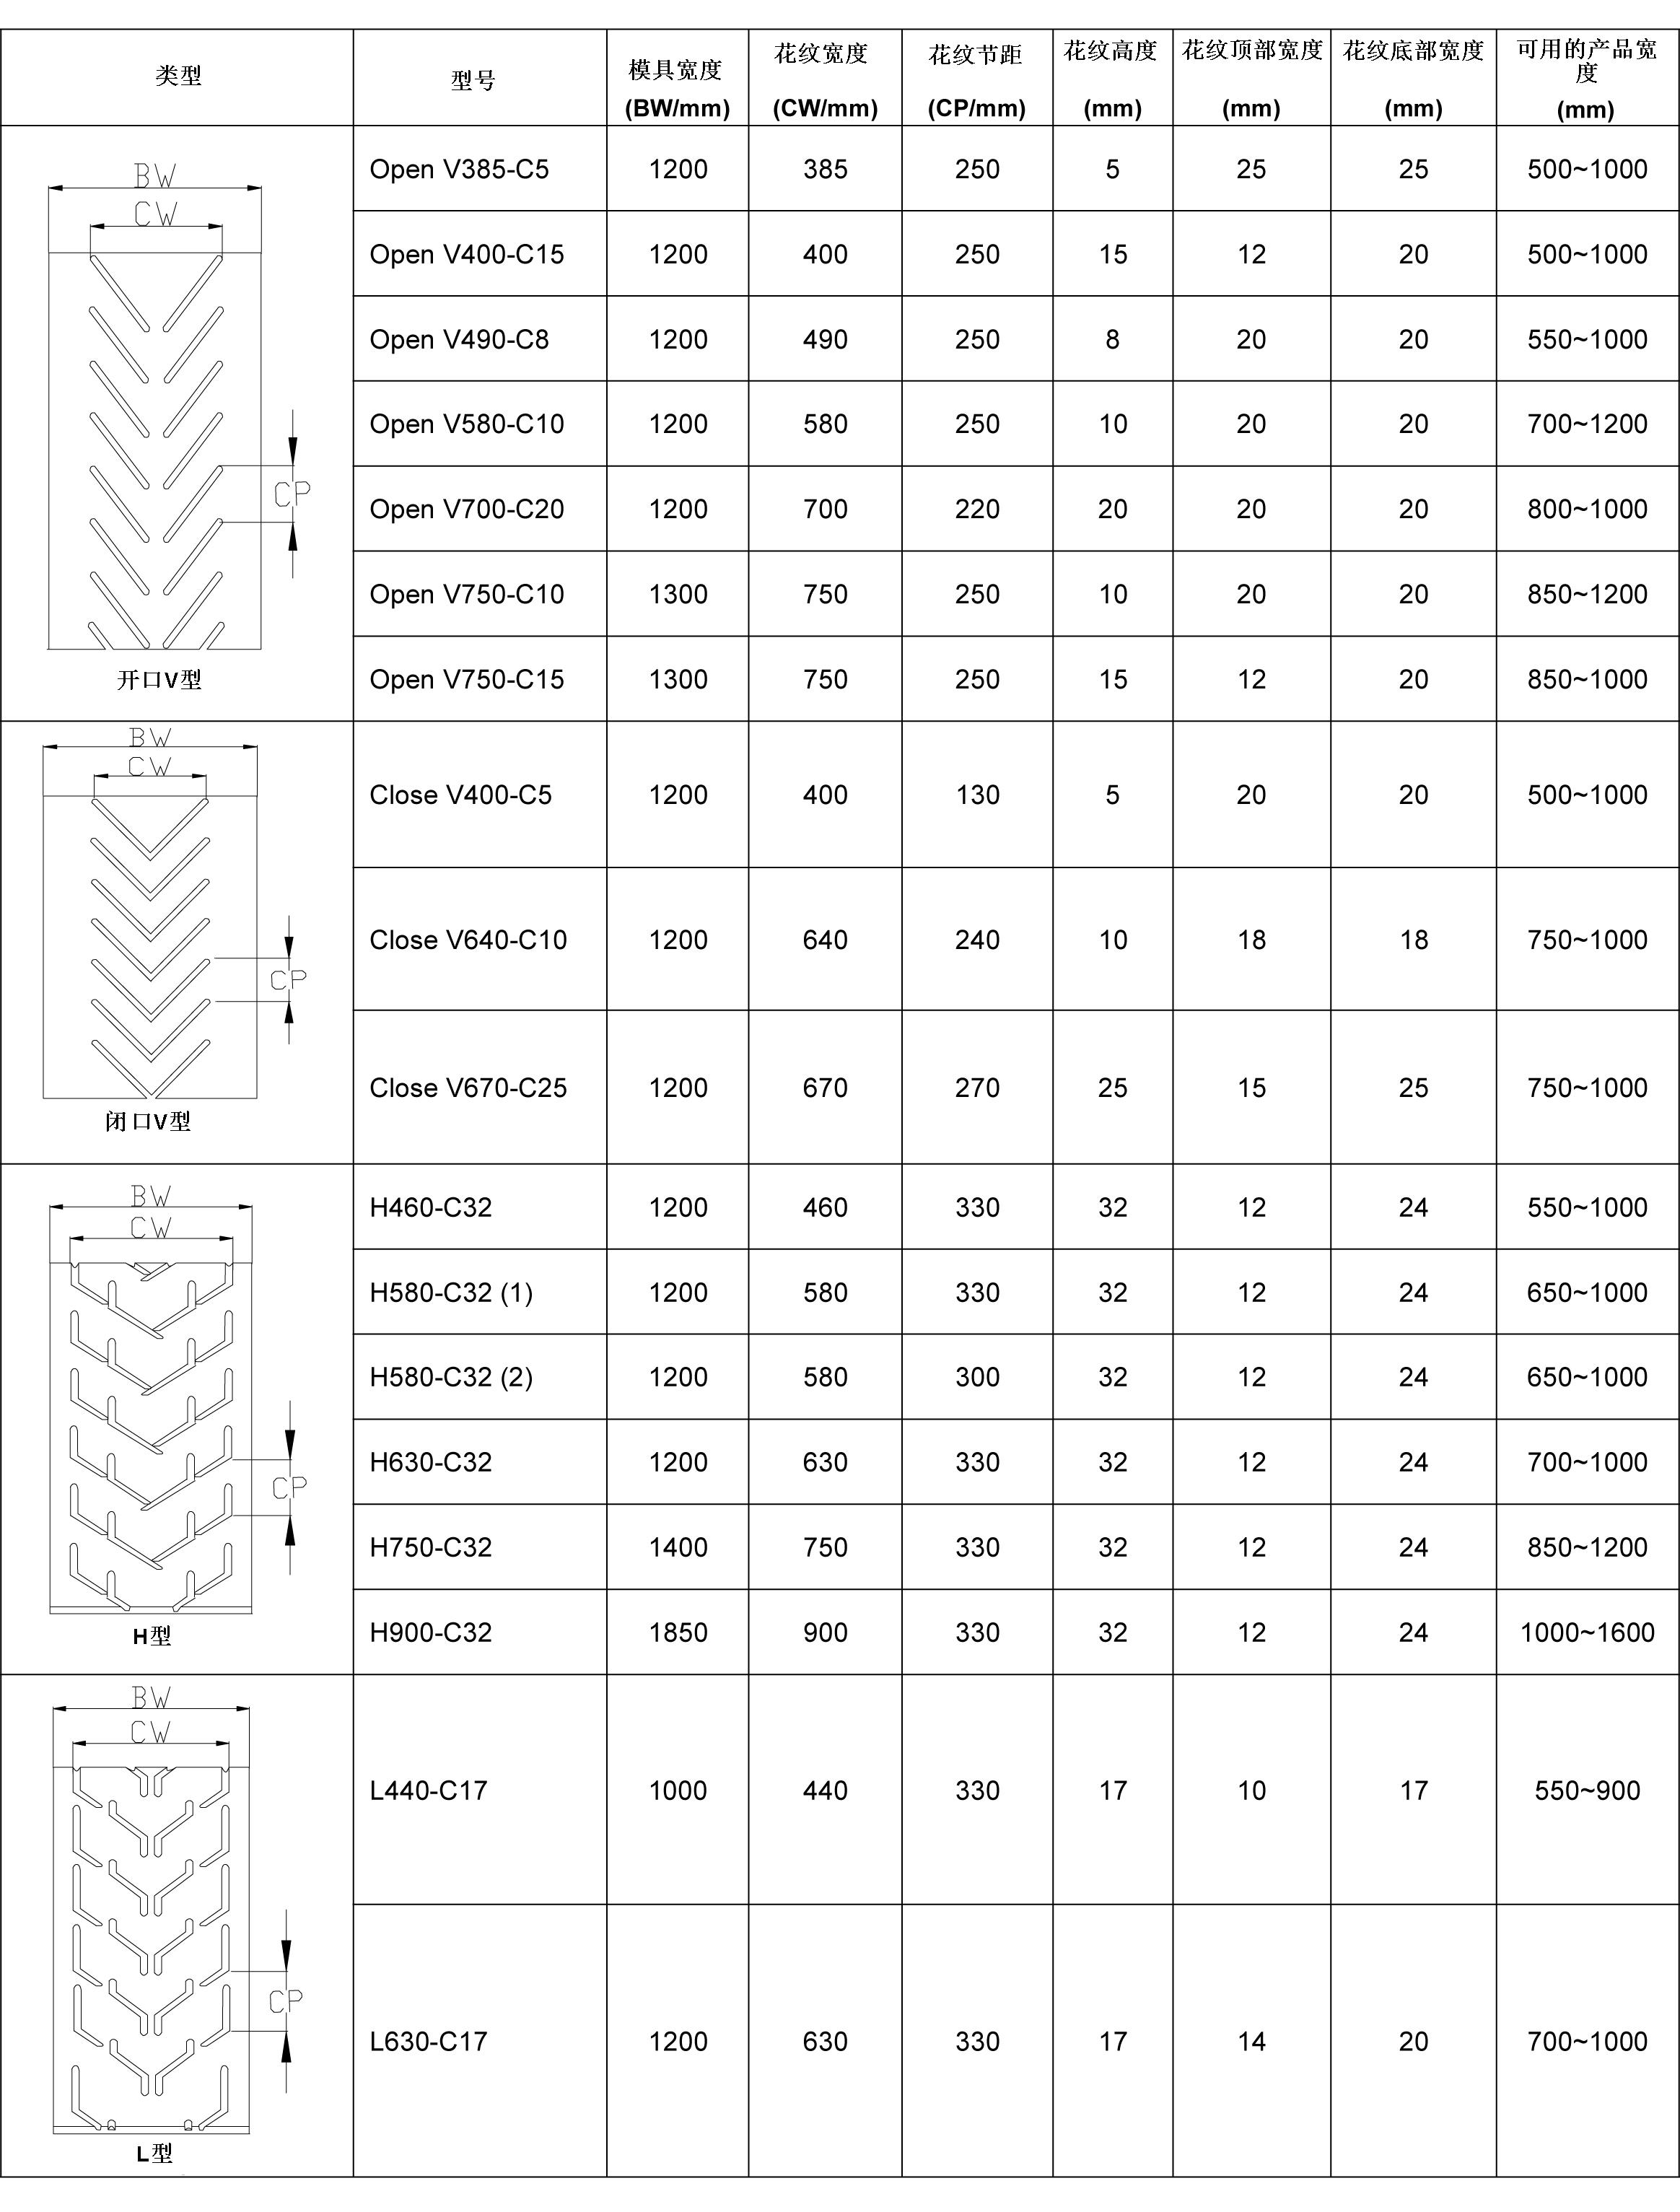 类型 型号 模具宽度 (BW/mm) 花纹宽度 (CW/mm) 花纹节距 (CP/mm) 花纹高度 (mm) 花纹顶部宽度 (mm) 花纹底部宽度 (mm) 可用的产品宽度 (mm)
BW
CW
CP
开口V型
Open V385-C5 1200 385 250 5 25 25 500~1000
Open V400-C15 1200 400 250 15 12 20 500~1000
Open V490-C8 1200 490 250 8 20 20 550~1000
Open V580-C10 1200 580 250 10 20 20 700~1200
Open V700-C20 1200 700 220 20 20 20 800~1000
Open V750-C10 1300 750 250 10 20 20 850~1200
Open V750-C15 1300 750 250 15 12 20 850~1000
BW
CW
CP
闭口V型
Close V400-C5 1200 400 130 5 20 20 500~1000
Close V640-C10 1200 640 240 10 18 18 750~1000
Close V670-C25 1200 670 270 25 15 25 750~1000
BW
CW
CP
H型
H460-C32 1200 460 330 32 12 24 550~1000
H580-C32 (1) 1200 580 330 32 12 24 650~1000
H580-C32 (2) 1200 580 300 32 12 24 650~1000
H630-C32 1200 630 330 32 12 24 700~1000
H750-C32 1400 750 330 32 12 24 850~1200
H900-C32 1850 900 330 32 12 24 1000~1600
BW
CW
CP
L型
L440-C17 1000 440 330 17 10 17 550~900
L630-C17 1200 630 330 17 14 20 700~1000